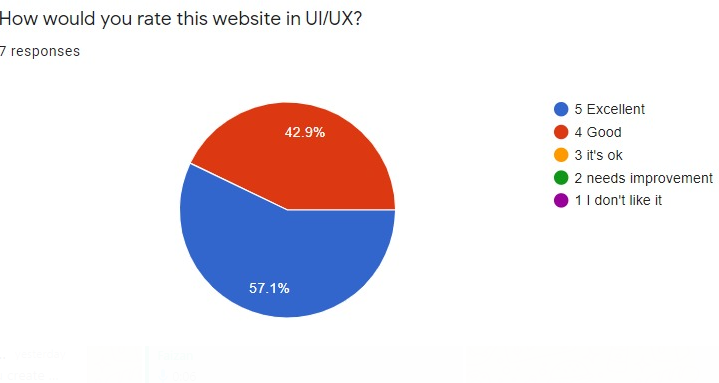 How would you rate this website in UI/UX?
7 responses
42.9%
57.1%
5 Excellent
4 Good
3 it's ok
2 needs improvement
1 I don't like it